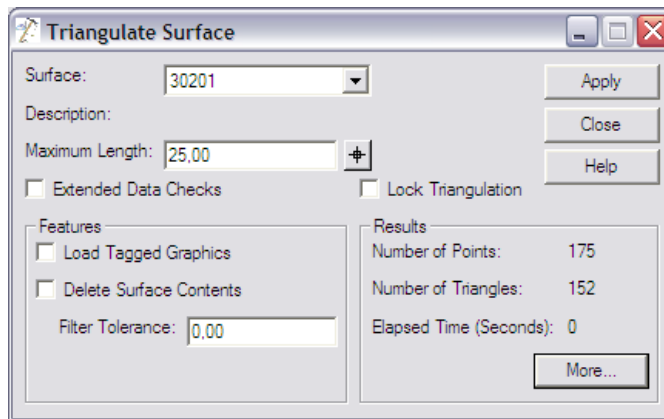 Triangulate Surface
Surface: 30201
Apply
Description:
Close
Maximum Length: 25,00
Help
Extended Data Checks
Lock Triangulation
Features
Load Tagged Graphics
Delete Surface Contents
Filter Tolerance: 0,00
Results
Number of Points: 175
Number of Triangles: 152
Elapsed Time (Seconds): 0
More...